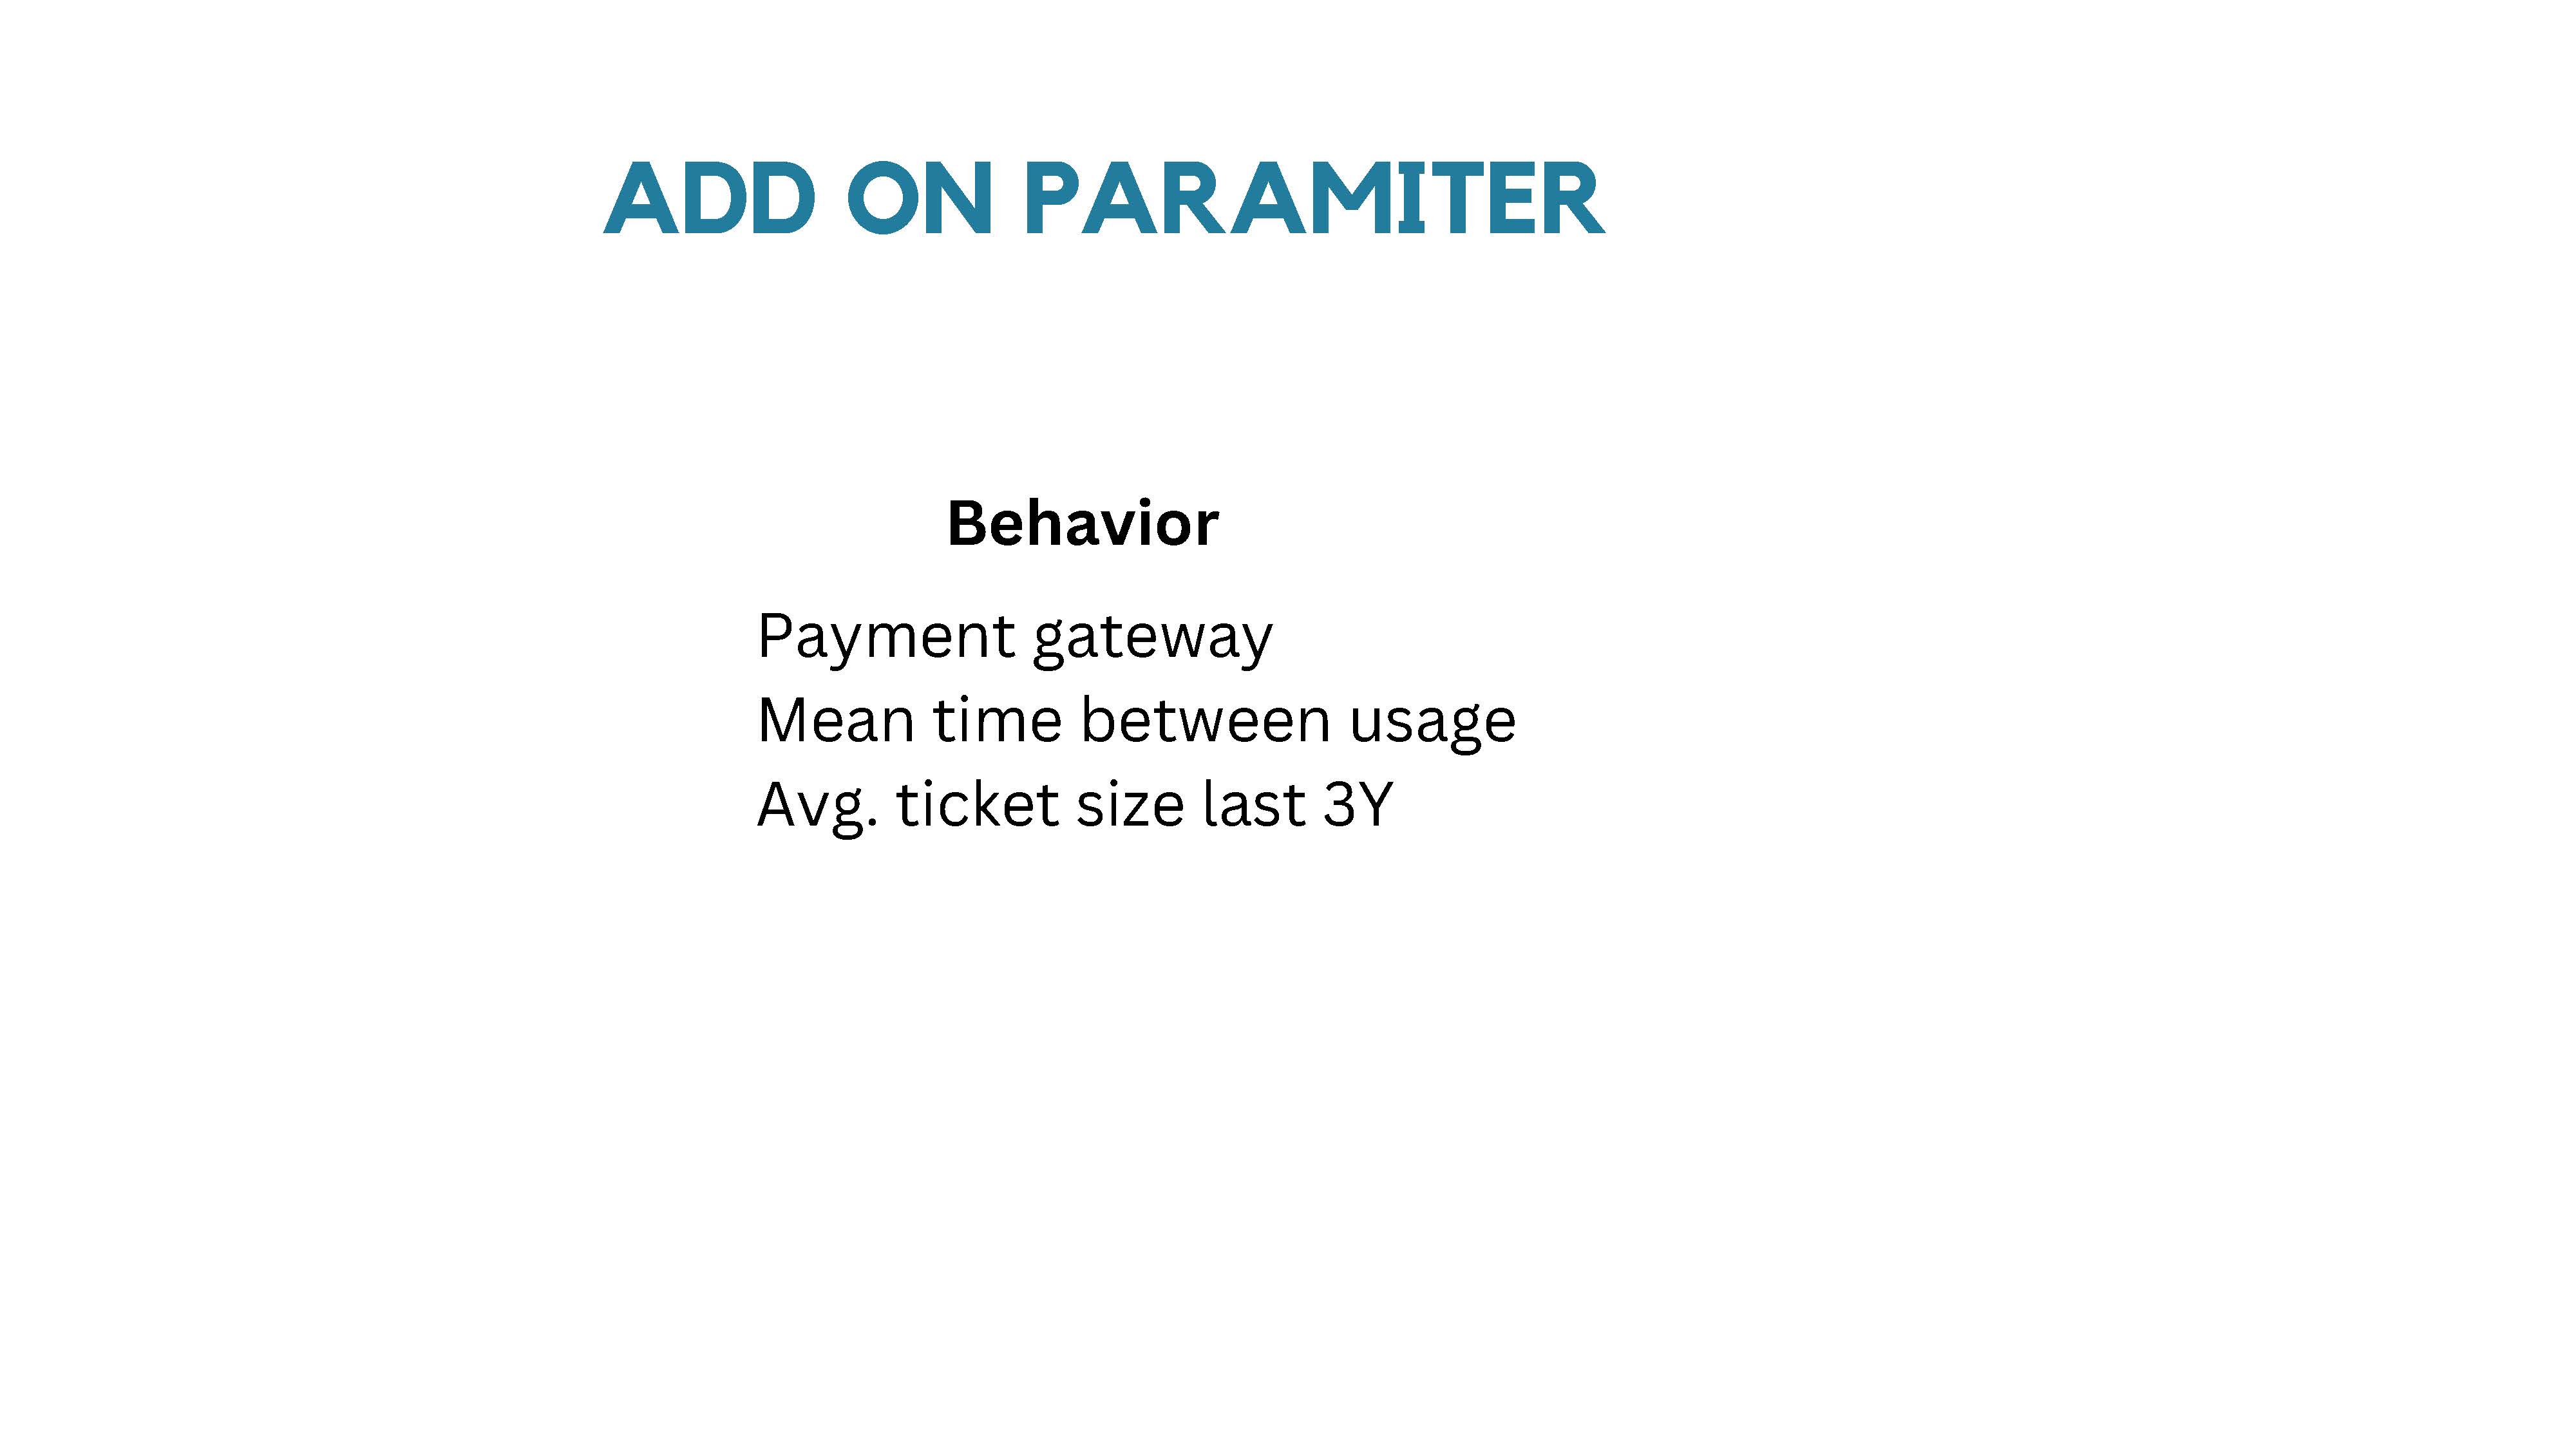 ADD ON PARAMITER
Behavior
Payment gateway
Mean time between usage
Avg. ticket size last 3Y